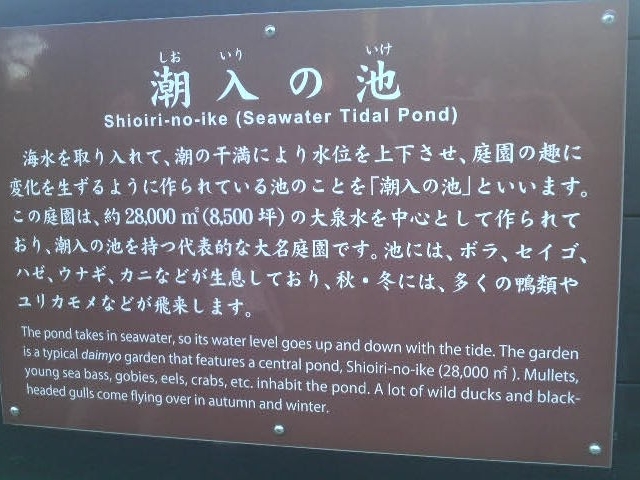 しお いり いけ
潮入の池
Shioiri-no-ike (Seawater Tidal Pond)
海水を取り入れて、潮の干満により水位を上下させ、庭園の趣に
変化を生ずるように作られている池のことを「潮入の池」といいます。
この庭園は、約28,000㎡(8,500坪)の大泉水を中心として作られて
おり、潮入の池を持つ代表的な大名庭園です。池には、ボラ、セイゴ、
ハゼ、ウナギ、カニなどが生息しており、秋・冬には、多くの鴨類や
ユリカモメなどが飛来します。
The pond takes in seawater, so its water level goes up and down with the tide. The garden
is a typical daimyo garden that features a central pond, Shioiri-no-ike (28,000 ㎡). Mullets,
young sea bass, gobies, eels, crabs, etc. inhabit the pond. A lot of wild ducks and black-
headed gulls come flying over in autumn and winter.